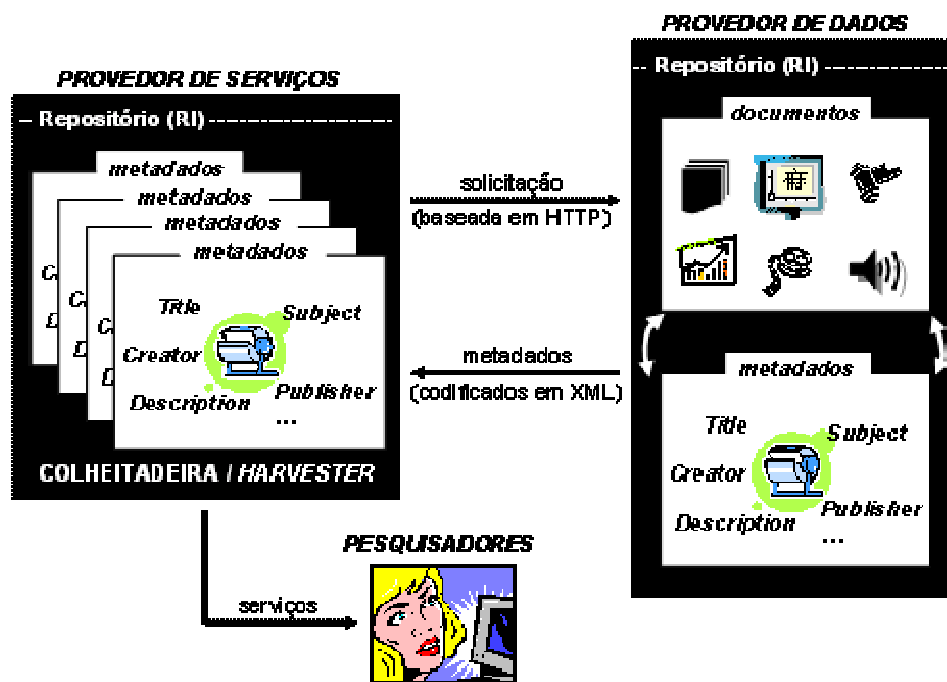 PROVEDOR DE SERVIÇOS
Repositório (RI)
metadados
metadados
metadados
metadados
C
C
C
D
D
D
Title
Subject
Creator
Publisher
Description
...
COLHEITADEIRA / HARVESTER
solicitação
(baseada em HTTP)
metadados
(codificados em XML)
PROVEDOR DE DADOS
Repositório (RI)
documentos
metadados
Title
Subject
Creator
Publisher
Description
...
serviços
PESQUISADORES